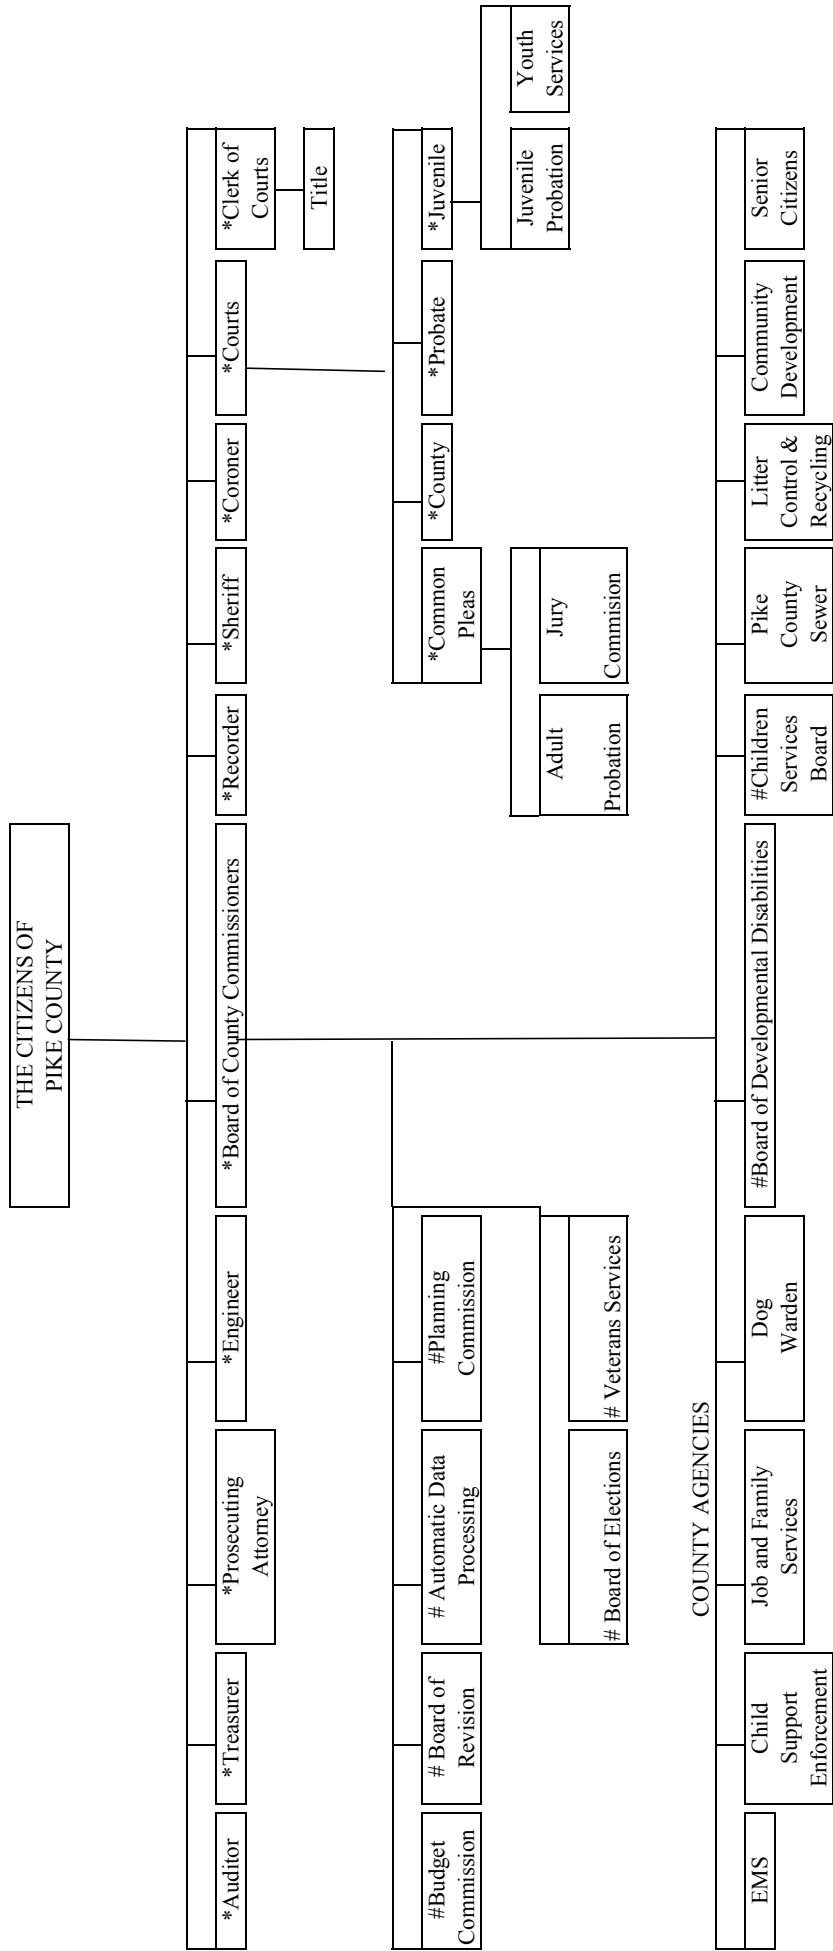 THE CITIZENS OF
PIKE COUNTY
*Auditor
*Treasurer
*Prosecuting
Attorney
*Engineer
*Board of County Commissioners
*Recorder
*Sheriff
*Coroner
*Courts
*Clerk of
Courts
Title
#Budget
Commission
# Board of
Revision
# Automatic Data
Processing
#Planning
Commission
*Common
Pleas
*County
*Probate
*Juvenile
# Board of Elections
# Veterans Services
Adult
Probation
Jury
Commision
Juvenile
Probation
Youth
Services
COUNTY AGENCIES
EMS
Child
Support
Enforcement
Job and Family
Services
Dog
Warden
#Board of Developmental Disabilities
#Children
Services
Board
Pike
County
Sewer
Litter
Control &
Recycling
Community
Development
Senior
Citizens